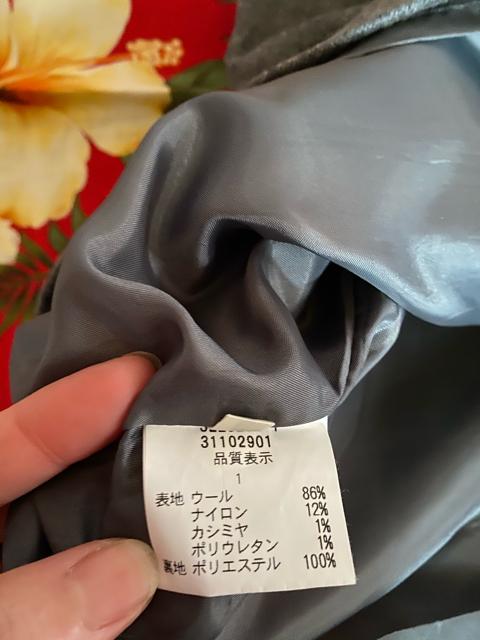 31102901
品質表示
1
表地 ウール 86%
ナイロン 12%
カシミヤ 1%
ポリウレタン 1%
裏地 ポリエステル 100%